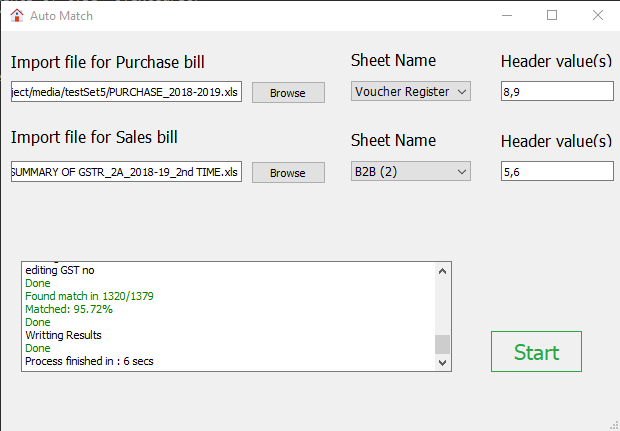 Auto Match
Import file for Purchase bill
Sheet Name
Header value(s)
ject/media/testSet5/PURCHASE_2018-2019.xls
Browse
Voucher Register
8,9
Import file for Sales bill
Sheet Name
Header value(s)
SUMMARY OF GSTR_2A_2018-19_2nd TIME.xls
Browse
B2B (2)
5,6
editing GST no
Done
Found match in 1320/1379
Matched: 95.72%
Done
Writting Results
Done
Process finished in : 6 secs
Start